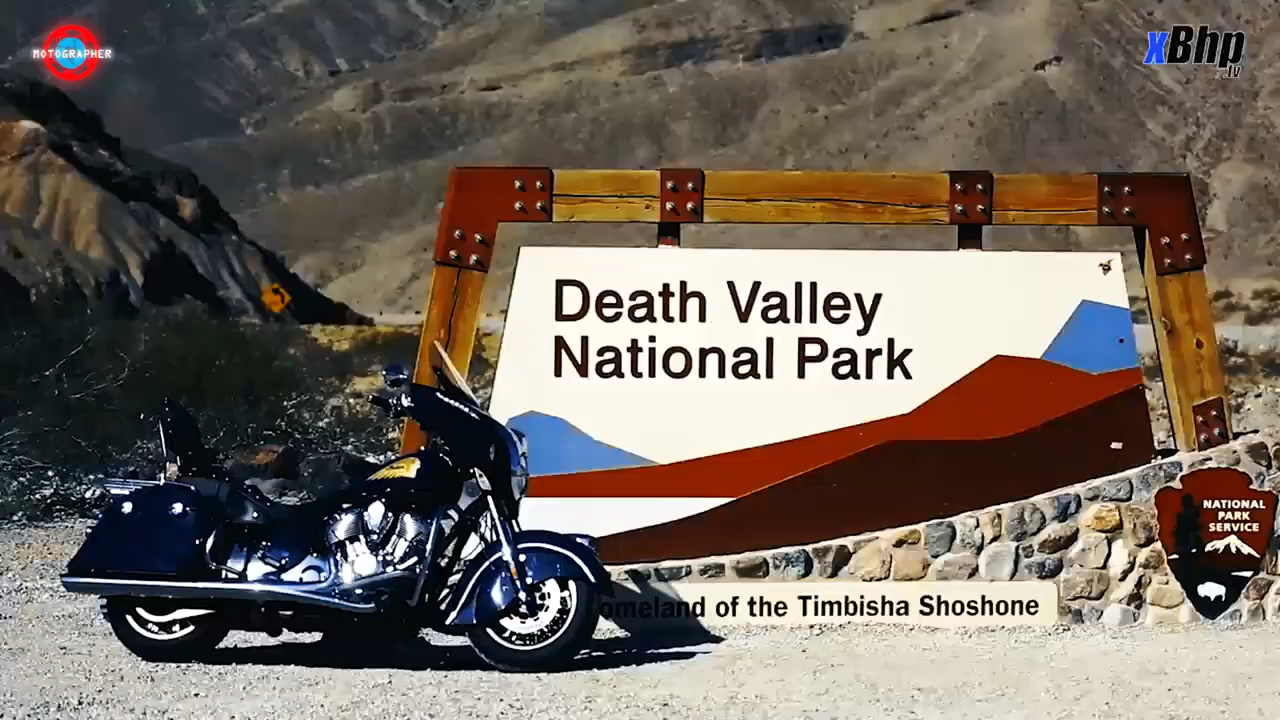 MOTOGRAPHER
xBhp
.tv
Death Valley
National Park
NATIONAL
PARK
SERVICE
omeland of the Timbisha Shoshone